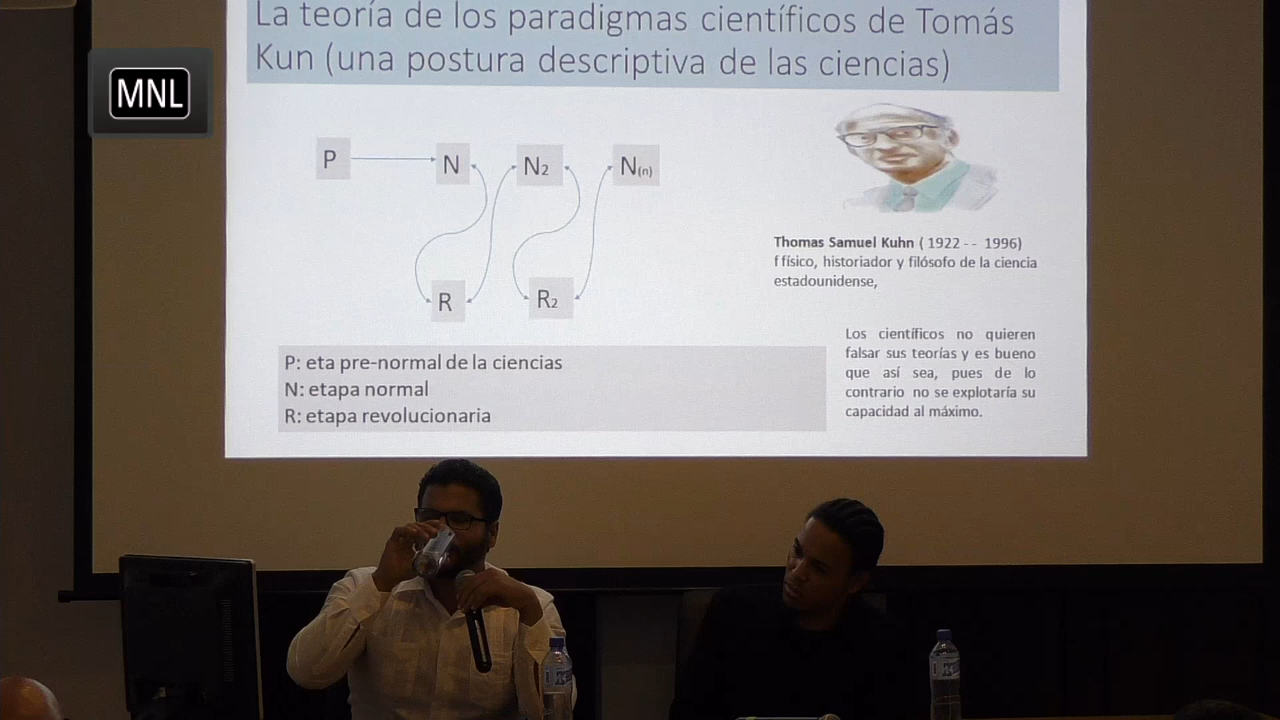 La teoría de los paradigmas científicos de Tomás
Kun (una postura descriptiva de las ciencias)
MNL
P
N
N2
N(n)
R
R2
Thomas Samuel Kuhn ( 1922 - - 1996)
f físico, historiador y filósofo de la ciencia
estadounidense,
Los científicos no quieren
falsar sus teorías y es bueno
que así sea, pues de lo
contrario no se explotaría su
capacidad al máximo.
P: eta pre-normal de la ciencias
N: etapa normal
R: etapa revolucionaria